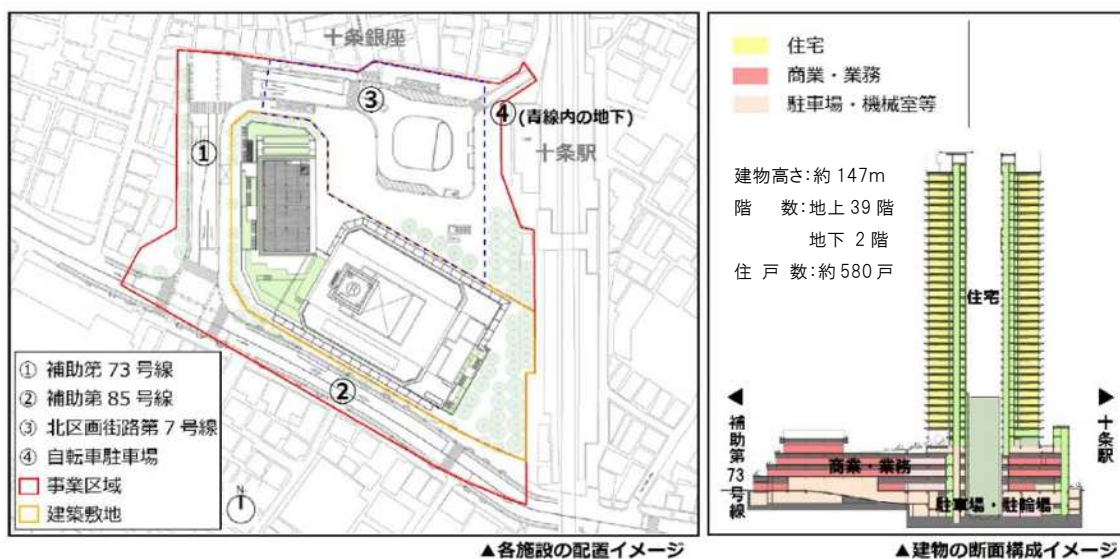 十条銀座
③
④(青線内の地下)
①
十条駅
②
① 補助第 73 号線
② 補助第 85 号線
③ 北区画街路第 7 号線
④ 自転車駐車場
事業区域
建築敷地
N
▲各施設の配置イメージ
住宅
商業・業務
駐車場・機械室等
建物高さ:約 147m
階 数:地上 39 階
地下 2 階
住 戸 数:約 580 戸
住宅
◀補助第73号線
▶十条駅
商業・業務
駐車場・駐輪場
▲建物の断面構成イメージ